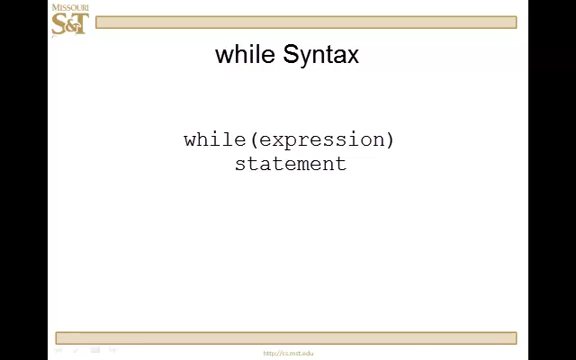 MISSOURI
S&T
while Syntax
while(expression)
statement
http://cs.mst.edu